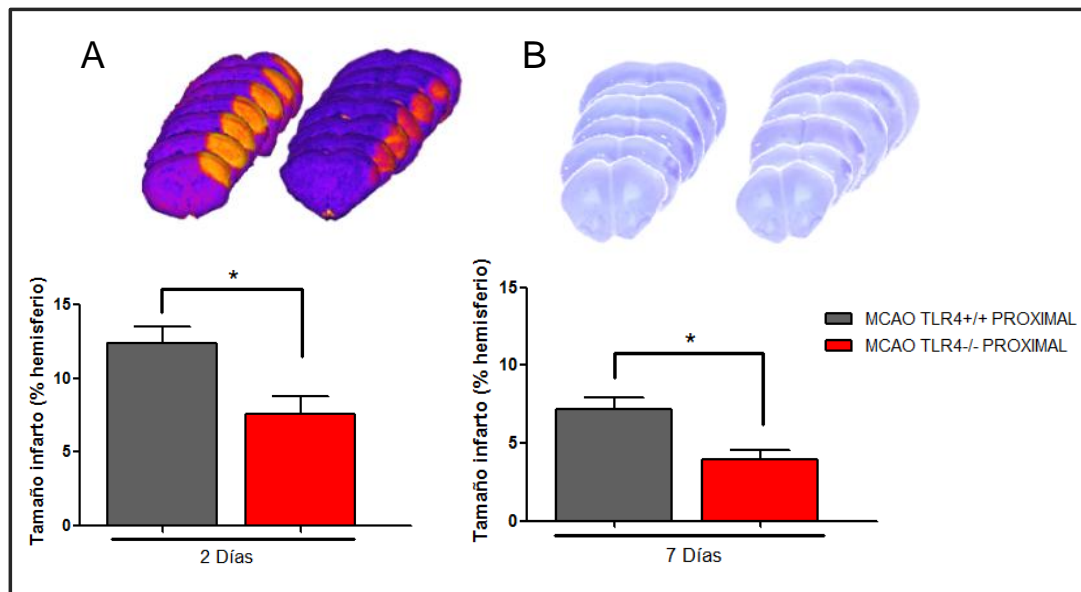 A
B
Tamaño infarto (% hemisferio)
15
10
5
0
*
2 Días
Tamaño infarto (% hemisferio)
15
10
5
0
*
7 Días
MCAO TLR4+/+ PROXIMAL
MCAO TLR4-/- PROXIMAL